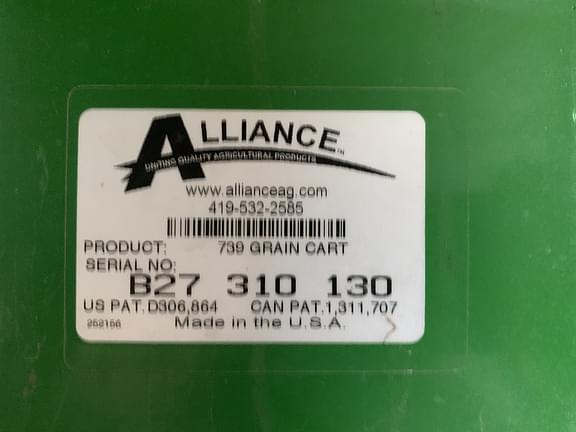 ALLIANCE™
UNITING QUALITY AGRICULTURAL PRODUCTS
www.allianceag.com
419-532-2585
PRODUCT: 739 GRAIN CART
SERIAL NO:
B27 310 130
US PAT. D306,864 CAN PAT. 1,311,707
252156 Made in the U.S.A.